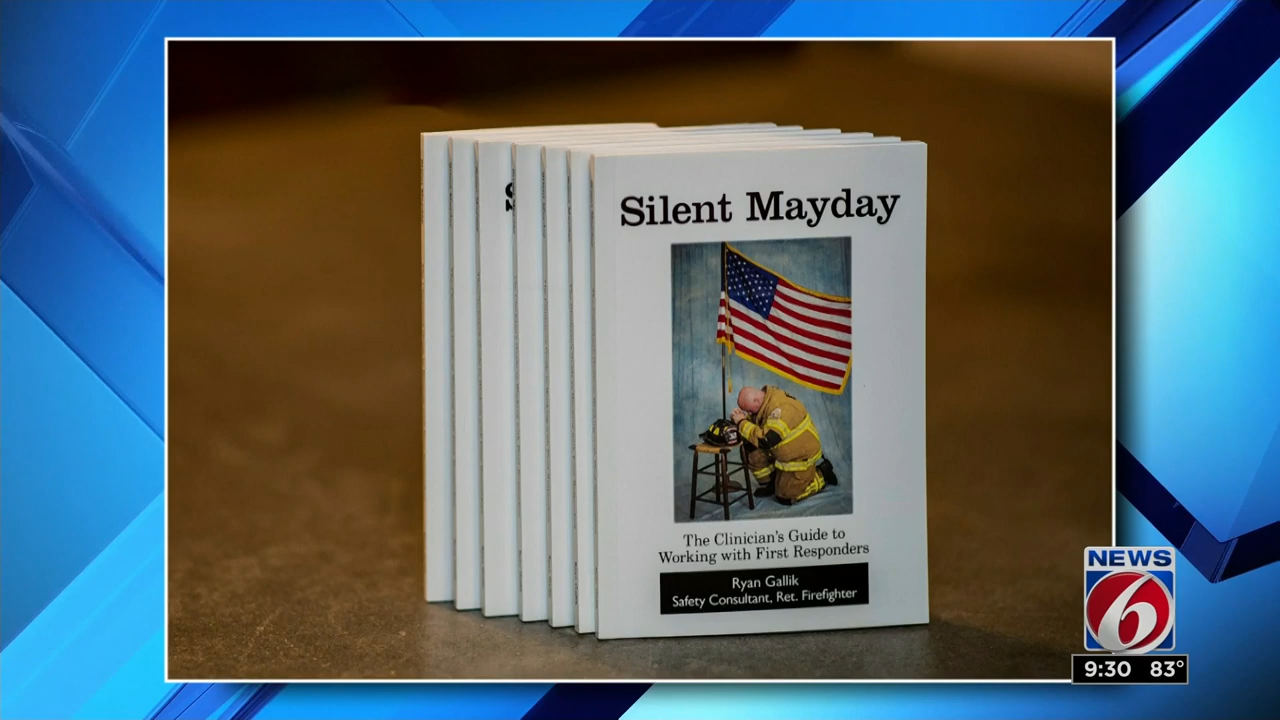 Silent Mayday
The Clinician's Guide to
Working with First Responders
Ryan Gallik
Safety Consultant, Ret. Firefighter
NEWS
6
9:30 83°